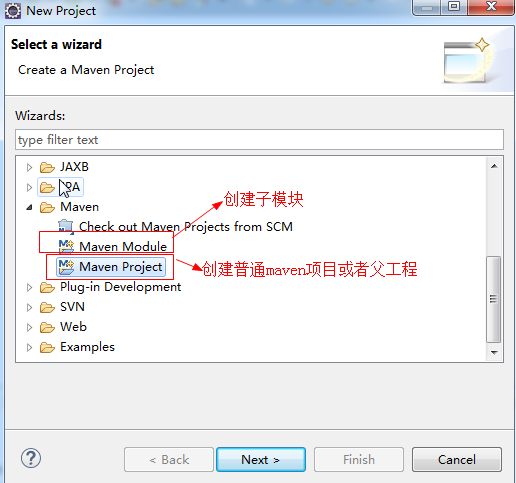 New Project
Select a wizard
Create a Maven Project
Wizards:
type filter text
JAXB
JPA
Maven
创建子模块
Check out Maven Projects from SCM
Maven Module
Maven Project
创建普通maven项目或者父工程
Plug-in Development
SVN
Web
Examples
?
< Back
Next >
Finish
Cancel